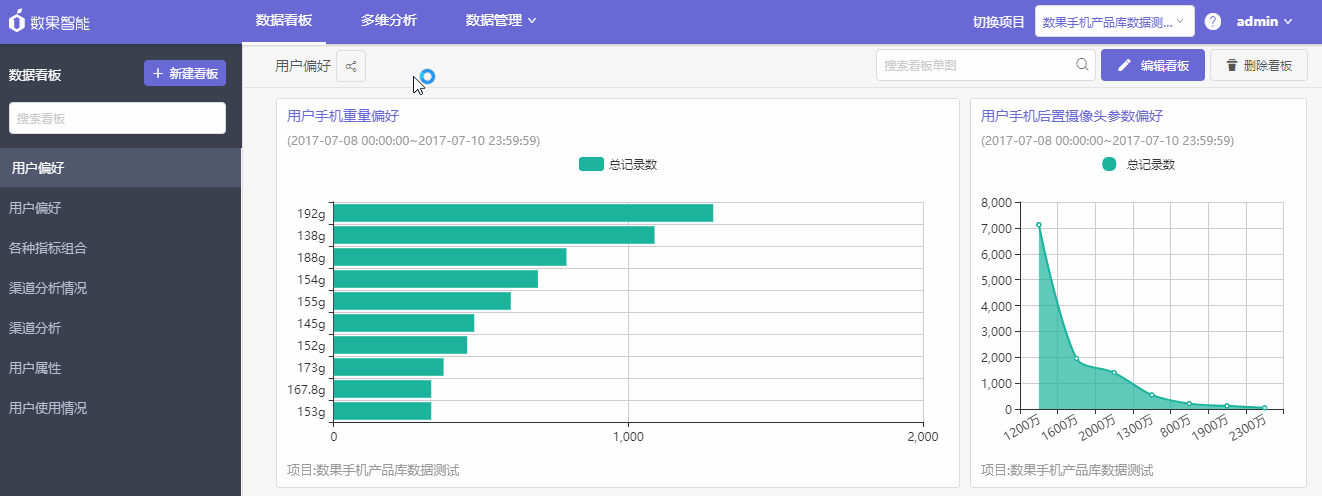 数果智能
数据看板
多维分析
数据管理
切换项目
数果手机产品库数据测试...
?
admin
数据看板
+ 新建看板
搜索看板
用户偏好
用户偏好
各种指标组合
渠道分析情况
渠道分析
用户属性
用户使用情况
用户偏好
搜索看板单图
编辑看板
删除看板
用户手机重量偏好
(2017-07-08 00:00:00~2017-07-10 23:59:59)
总记录数
192g
138g
188g
154g
155g
145g
152g
173g
167.8g
153g
0
1,000
2,000
项目:数果手机产品库数据测试
用户手机后置摄像头参数偏好
(2017-07-08 00:00:00~2017-07-10 23:59:59)
总记录数
8,000
7,000
6,000
5,000
4,000
3,000
2,000
1,000
0
1200万
1600万
2000万
1300万
800万
1900万
2300万
项目:数果手机产品库数据测试